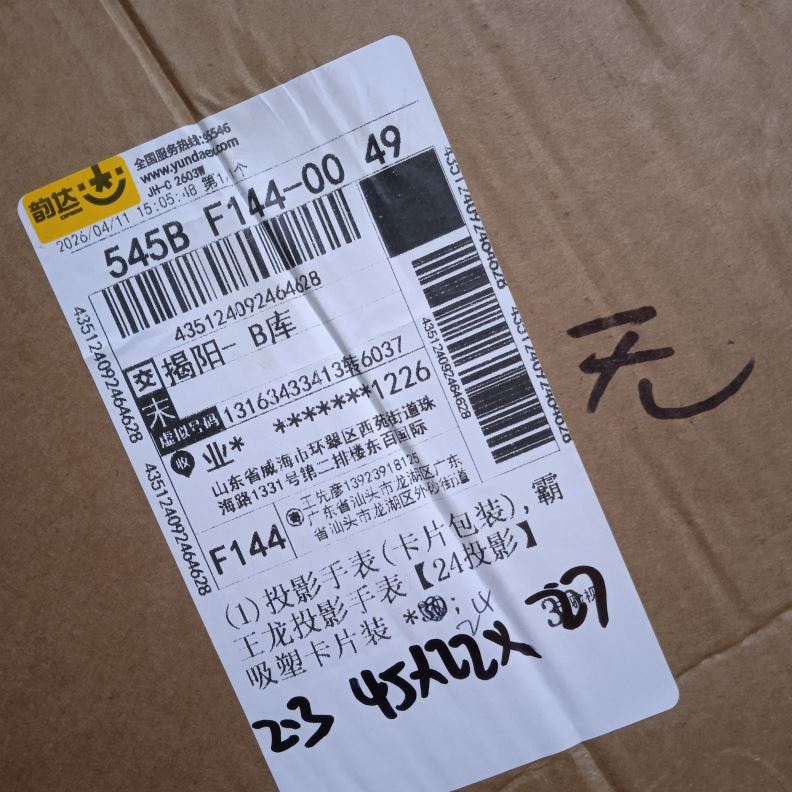 韵达
EXPRESS
全国服务热线:95546
www.yundaex.com
JH-C 2603W
2026/04/11 15:05:18 第1/个
545B F144-00 49
435124092464628
交 揭阳-B库
末
虚拟号码 13163433413转6037
收 业* *******1226
山东省威海市环翠区西苑街道珠
海路1331号第二排楼东百国际
F144
王先彦13923918125
广东省汕头市龙湖区广东
省汕头市龙湖区外砂街道
(1)投影手表(卡片包装),霸
王龙投影手表【24投影】
吸塑卡片装 *
24
2.3 45X22X
435124092464628
435124092464628
435124092464628
435124092464628
435124092464628
无